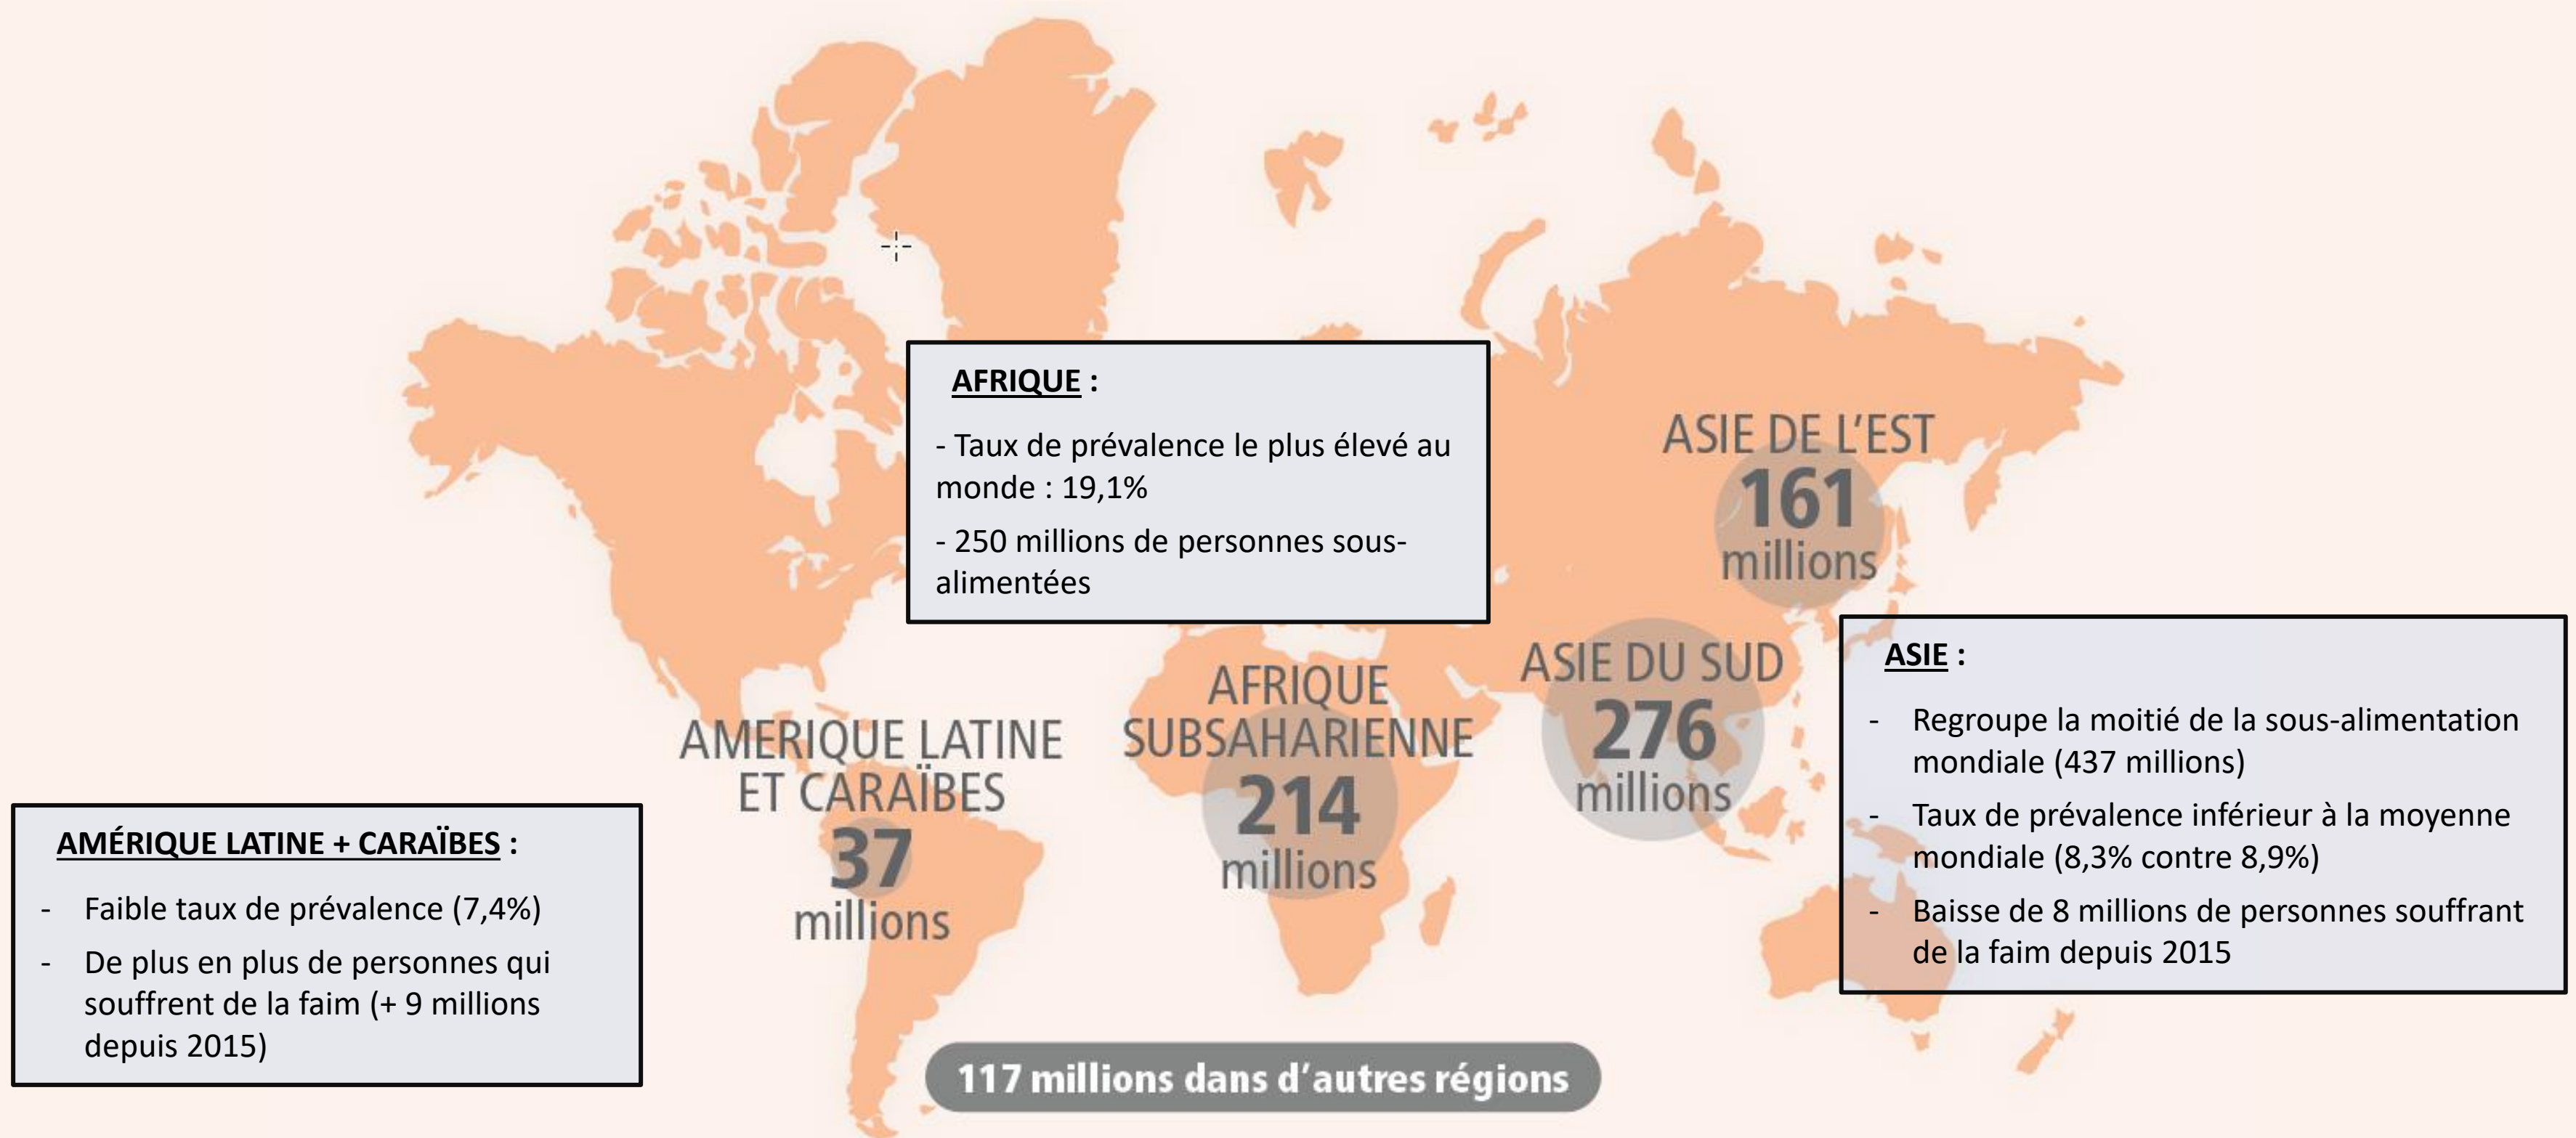 AFRIQUE :
- Taux de prévalence le plus élevé au
monde : 19,1%
- 250 millions de personnes sous-
alimentées
ASIE DE L'EST
161
millions
ASIE DU SUD
276
millions
AFRIQUE
SUBSAHARIENNE
214
millions
AMERIQUE LATINE
ET CARAÏBES
37
millions
ASIE :
- Regroupe la moitié de la sous-alimentation
mondiale (437 millions)
- Taux de prévalence inférieur à la moyenne
mondiale (8,3% contre 8,9%)
- Baisse de 8 millions de personnes souffrant
de la faim depuis 2015
AMÉRIQUE LATINE + CARAÏBES :
- Faible taux de prévalence (7,4%)
- De plus en plus de personnes qui
souffrent de la faim (+ 9 millions
depuis 2015)
117 millions dans d'autres régions